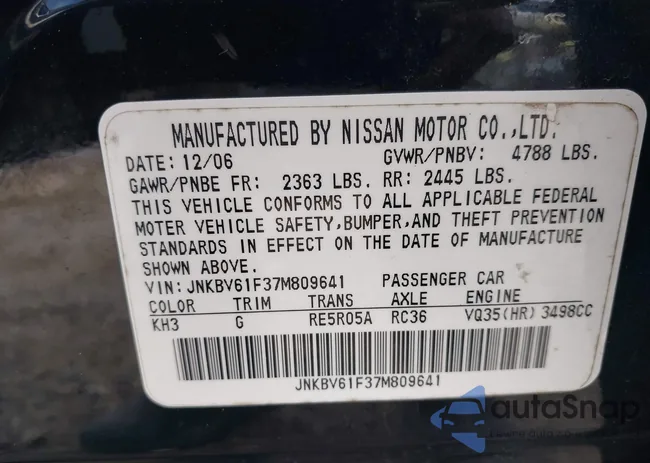 MANUFACTURED BY NISSAN MOTOR CO.,LTD.
DATE: 12/06 GVWR/PNBV: 4788 LBS.
GAWR/PNBE FR: 2363 LBS. RR: 2445 LBS.
THIS VEHICLE CONFORMS TO ALL APPLICABLE FEDERAL
MOTOR VEHICLE SAFETY,BUMPER,AND THEFT PREVENTION
STANDARDS IN EFFECT ON THE DATE OF MANUFACTURE
SHOWN ABOVE.
VIN: JNKBV61F37M809641 PASSENGER CAR
COLOR TRIM TRANS AXLE ENGINE
KH3 G RE5R05A RC36 VQ35(HR) 3498CC
JNKBV61F37M809641
autaSnap